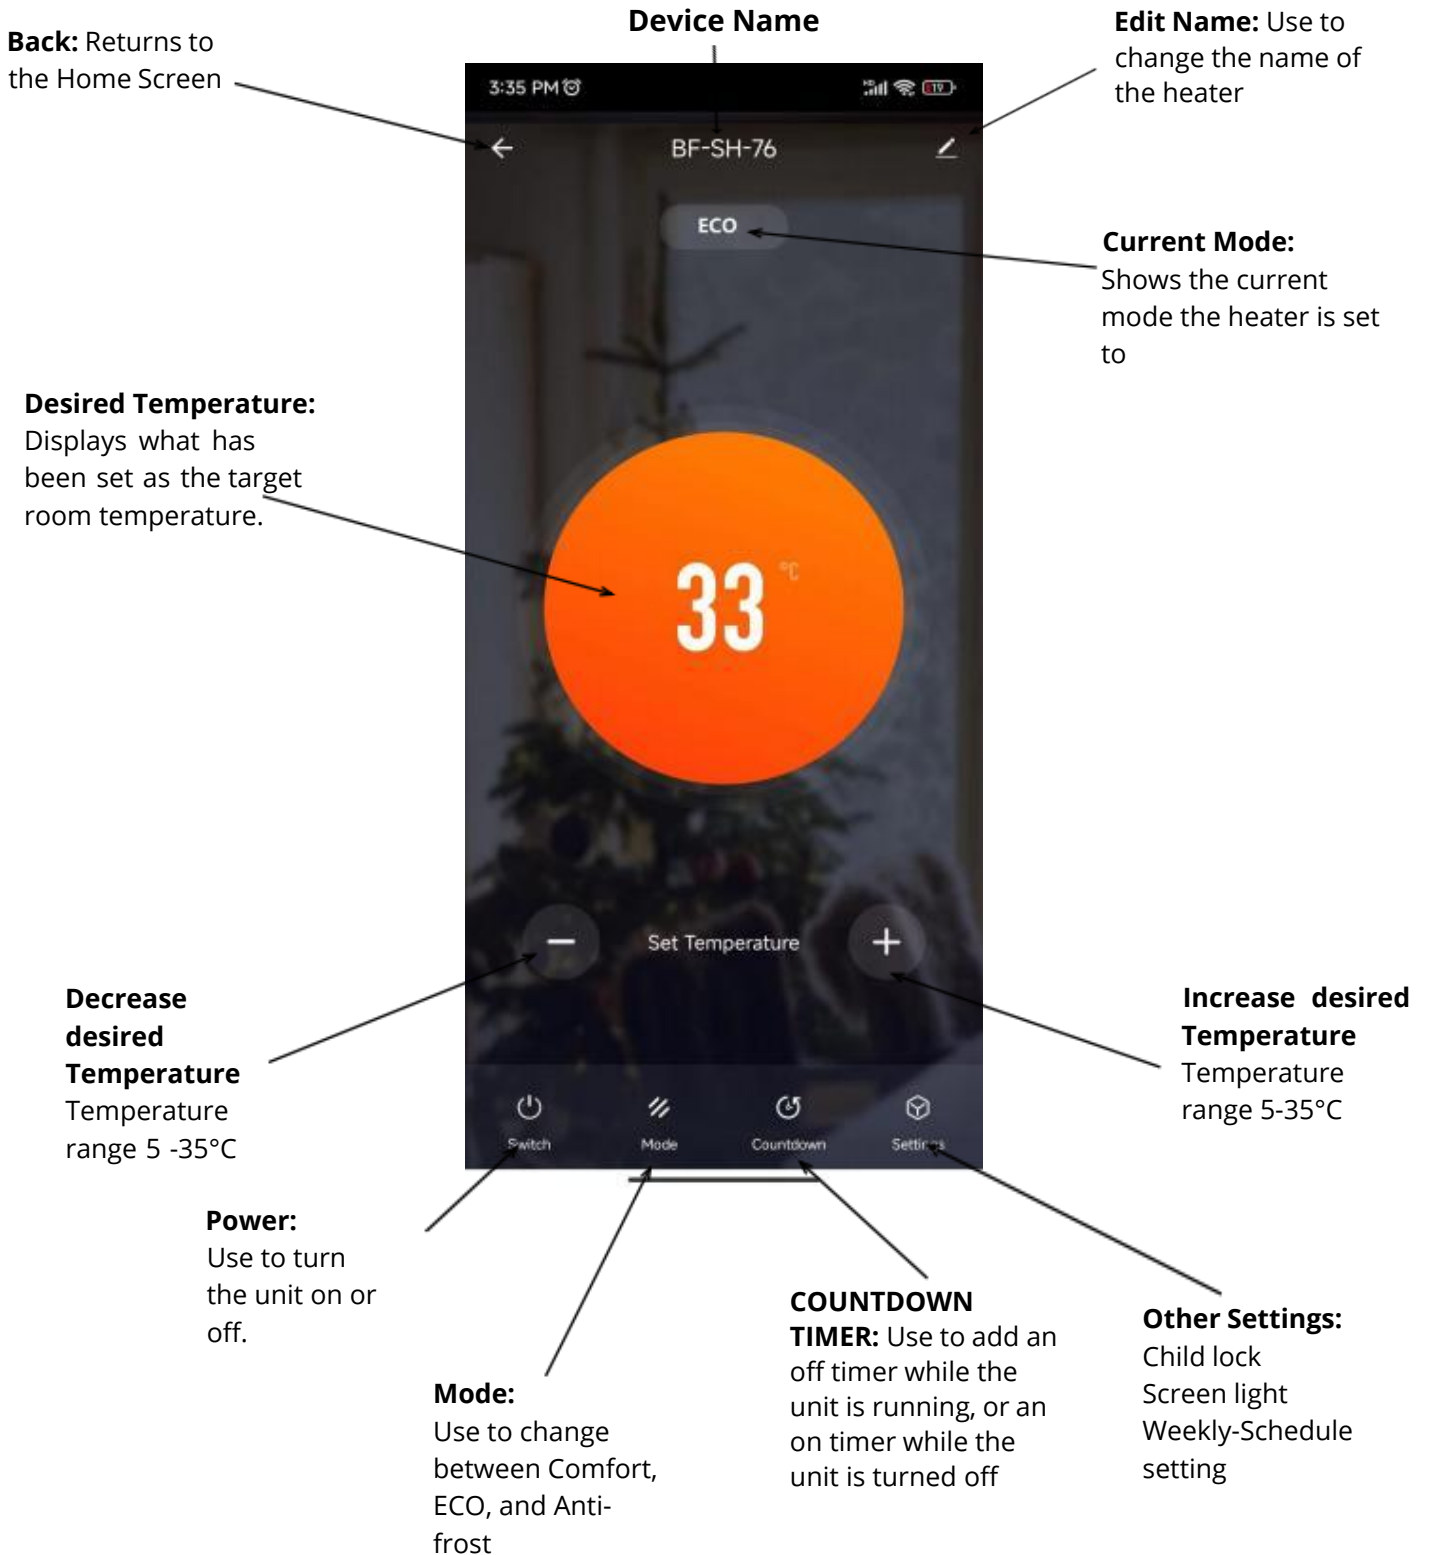 Device Name
Back: Returns to
the Home Screen
Edit Name: Use to
change the name of
the heater
3:35 PM
19
BF-SH-76
ECO
Current Mode:
Shows the current
mode the heater is set
to
Desired Temperature:
Displays what has
been set as the target
room temperature.
33 °C
Set Temperature
Decrease
desired
Temperature
Temperature
range 5 -35°C
Increase desired
Temperature
Temperature
range 5-35°C
Switch
Mode
Countdown
Settings
Power:
Use to turn
the unit on or
off.
Mode:
Use to change
between Comfort,
ECO, and Anti-
frost
COUNTDOWN
TIMER: Use to add an
off timer while the
unit is running, or an
on timer while the
unit is turned off
Other Settings:
Child lock
Screen light
Weekly-Schedule
setting